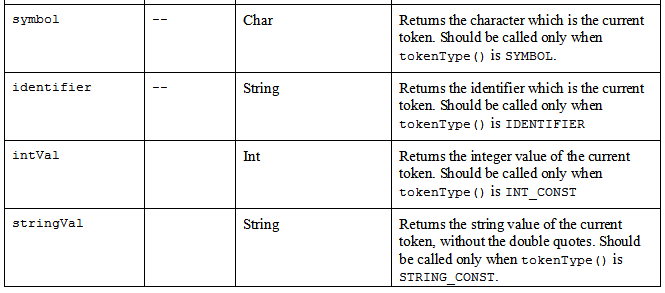 symbol -- Char Returns the character which is the current
token. Should be called only when
tokenType() is SYMBOL.
identifier -- String Returns the identifier which is the current
token. Should be called only when
tokenType() is IDENTIFIER
intVal Int Returns the integer value of the current
token. Should be called only when
tokenType() is INT_CONST
stringVal String Returns the string value of the current
token, without the double quotes. Should
be called only when tokenType() is
STRING_CONST.